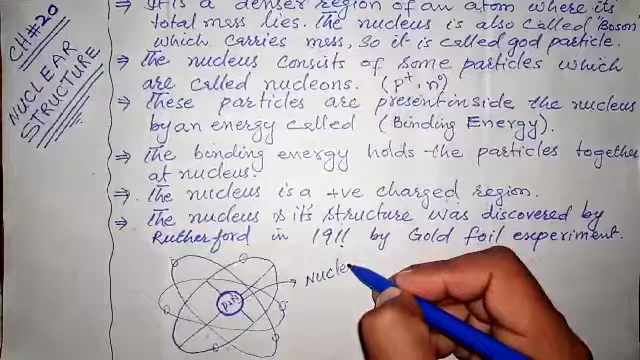 CH#20
NUCLEAR
STRUCTURE
⇒ It is a denser region of an atom where its
total mass lies. The nucleus is also called "Boson"
which carries mass, so it is called god particle.
⇒ The nucleus consits of some particles which
are called nucleons. (p⁺, n⁰)
⇒ These particles are present inside the nucleus
by an energy called (Binding Energy).
⇒ The binding energy holds the particles together
at nucleus.
⇒ The nucleus is a +ve charged region.
⇒ The nucleus & it's structure was discovered by
Rutherford in 1911 by Gold foil experiment.
Nucle
P+N